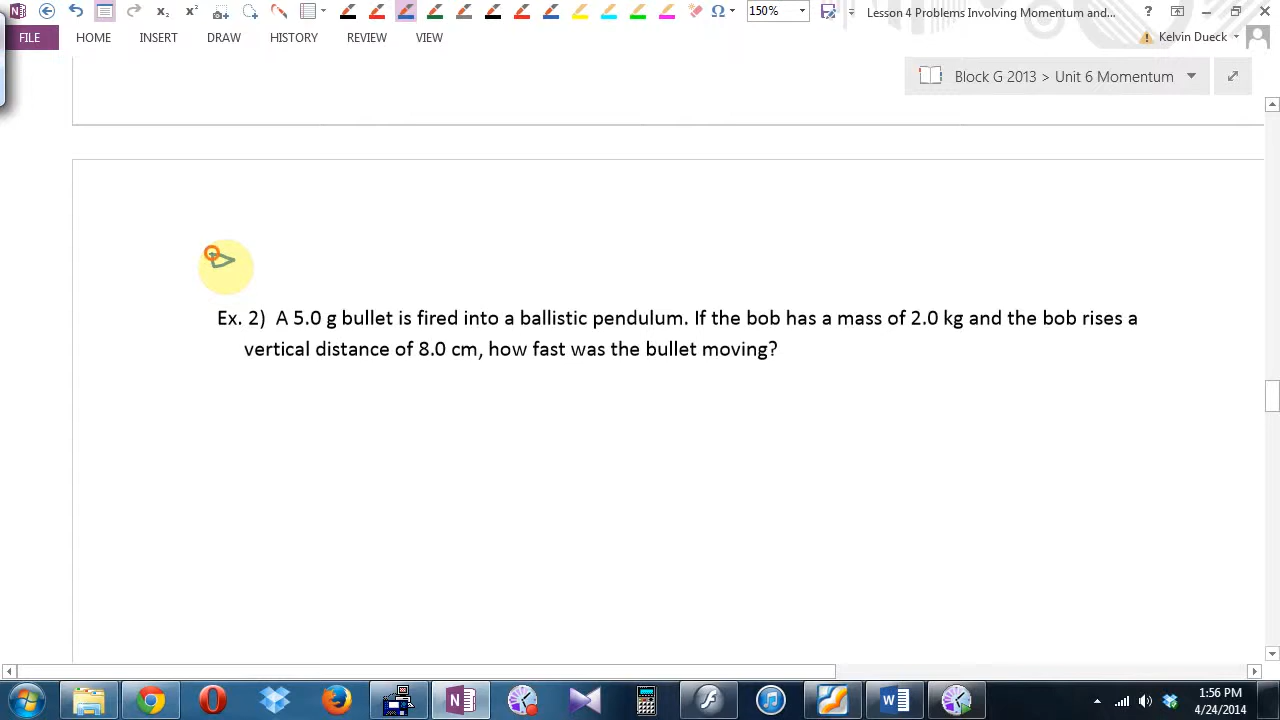 150%
Lesson 4 Problems Involving Momentum and...
FILE
HOME
INSERT
DRAW
HISTORY
REVIEW
VIEW
Kelvin Dueck
Block G 2013 > Unit 6 Momentum
Ex. 2) A 5.0 g bullet is fired into a ballistic pendulum. If the bob has a mass of 2.0 kg and the bob rises a
vertical distance of 8.0 cm, how fast was the bullet moving?
1:56 PM
4/24/2014